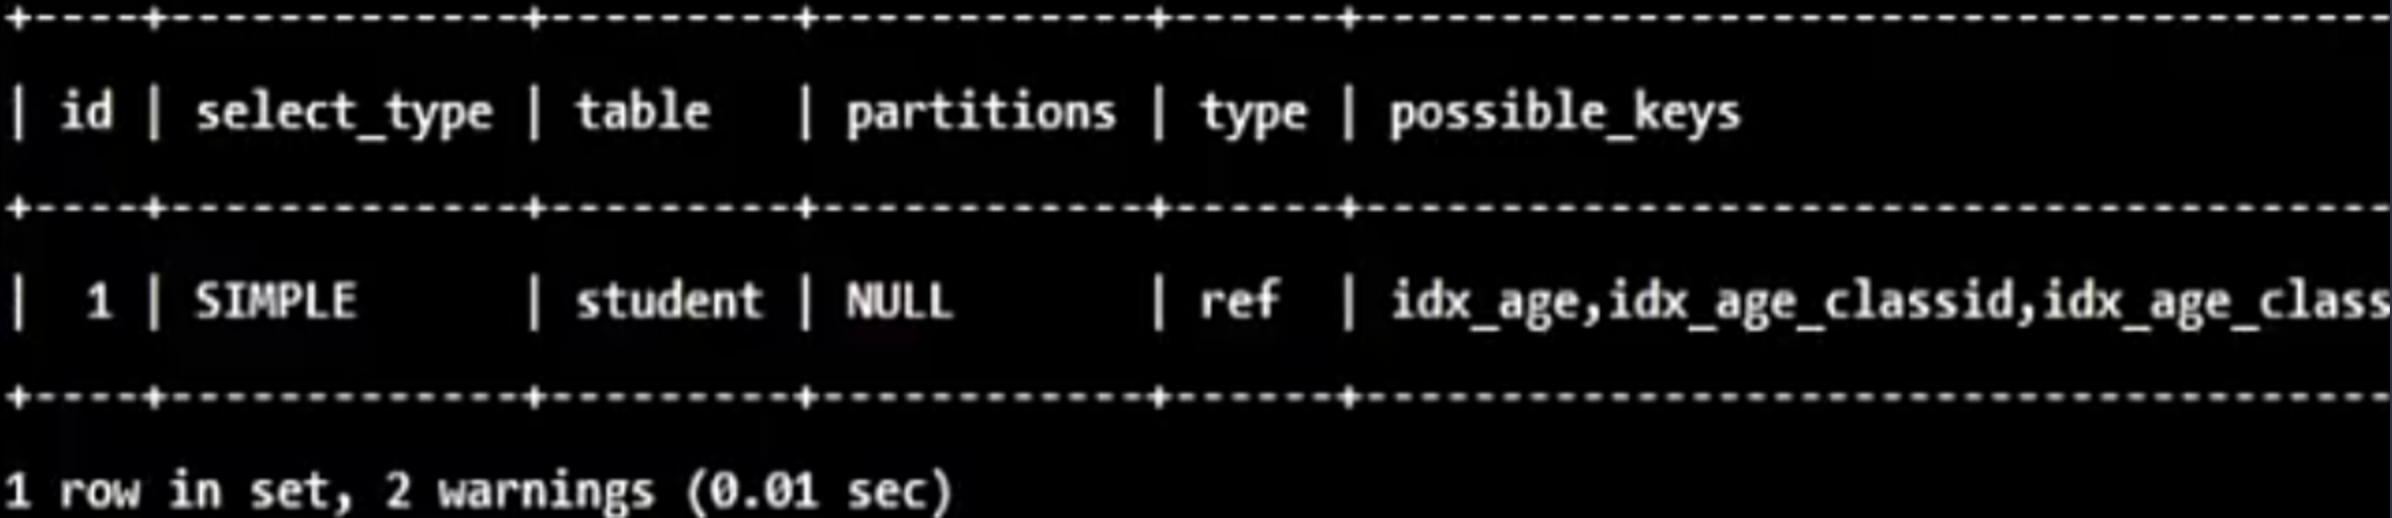 +----+-------------+---------+------------+------+--------------------------------------
| id | select_type | table   | partitions | type | possible_keys
+----+-------------+---------+------------+------+--------------------------------------
|  1 | SIMPLE      | student | NULL       | ref  | idx_age,idx_age_classid,idx_age_class
+----+-------------+---------+------------+------+--------------------------------------
1 row in set, 2 warnings (0.01 sec)